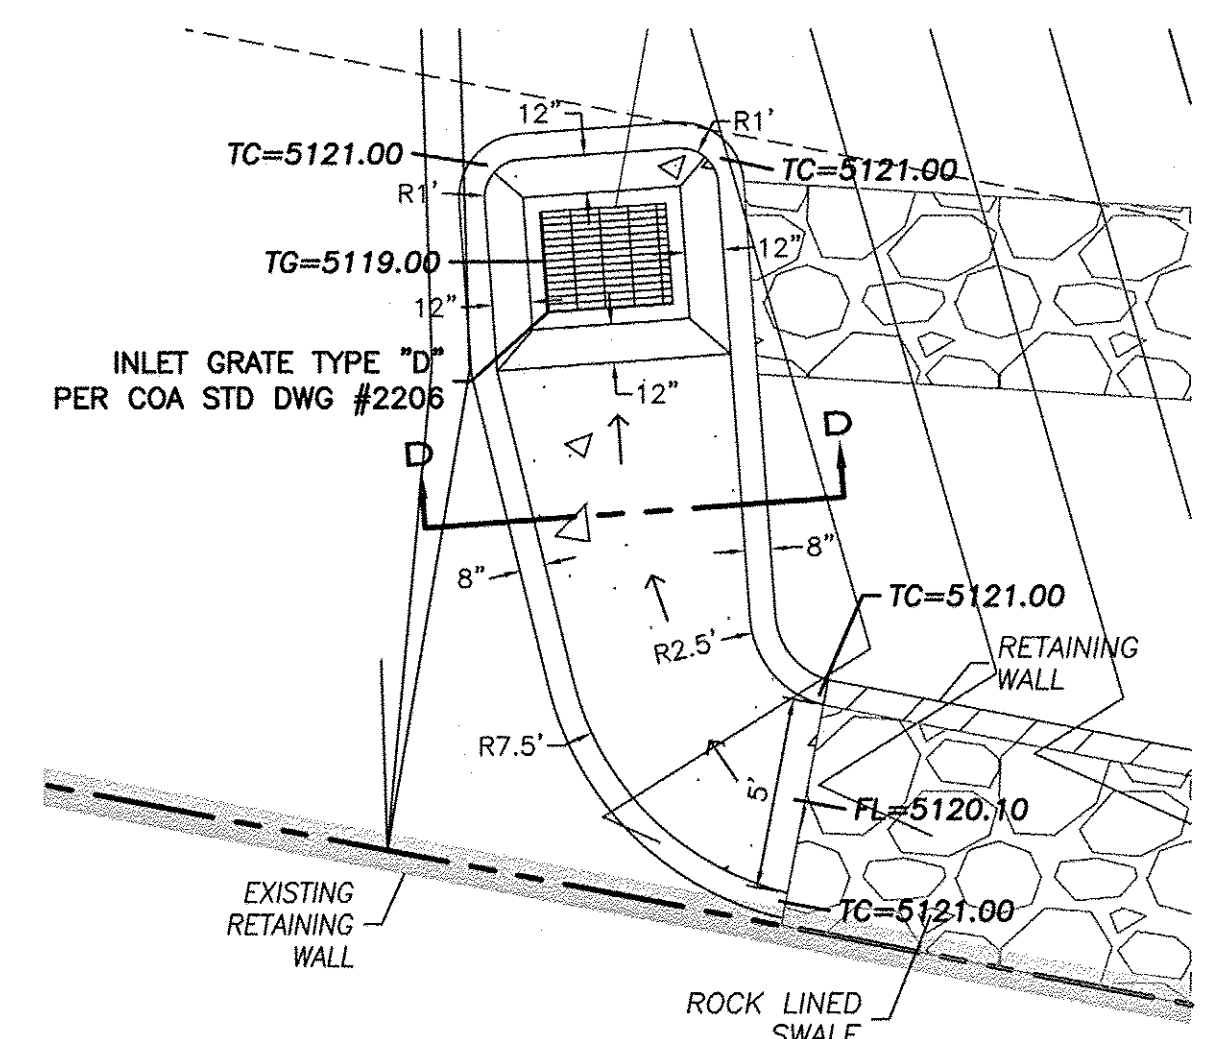 12"
R1'
TC=5121.00
TC=5121.00
R1'
12"
TG=5119.00
12"
INLET GRATE TYPE "D"
PER COA STD DWG #2206
12"
D
D
8"
8"
TC=5121.00
R2.5'
RETAINING
WALL
R7.5'
5'
FL=5120.10
EXISTING
RETAINING
WALL
TC=5121.00
ROCK LINED
SWALE